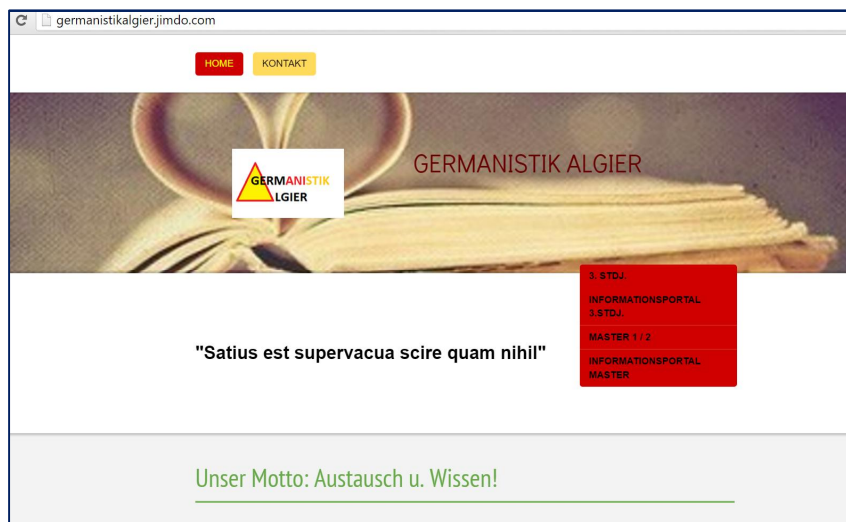 germanistikalgier.jimdo.com
HOME
KONTAKT
GERMANISTIK
LGIER
GERMANISTIK ALGIER
3. STDJ.
INFORMATIONSPORTAL
3.STDJ.
MASTER 1 / 2
INFORMATIONSPORTAL
MASTER
"Satius est supervacua scire quam nihil"
Unser Motto: Austausch u. Wissen!